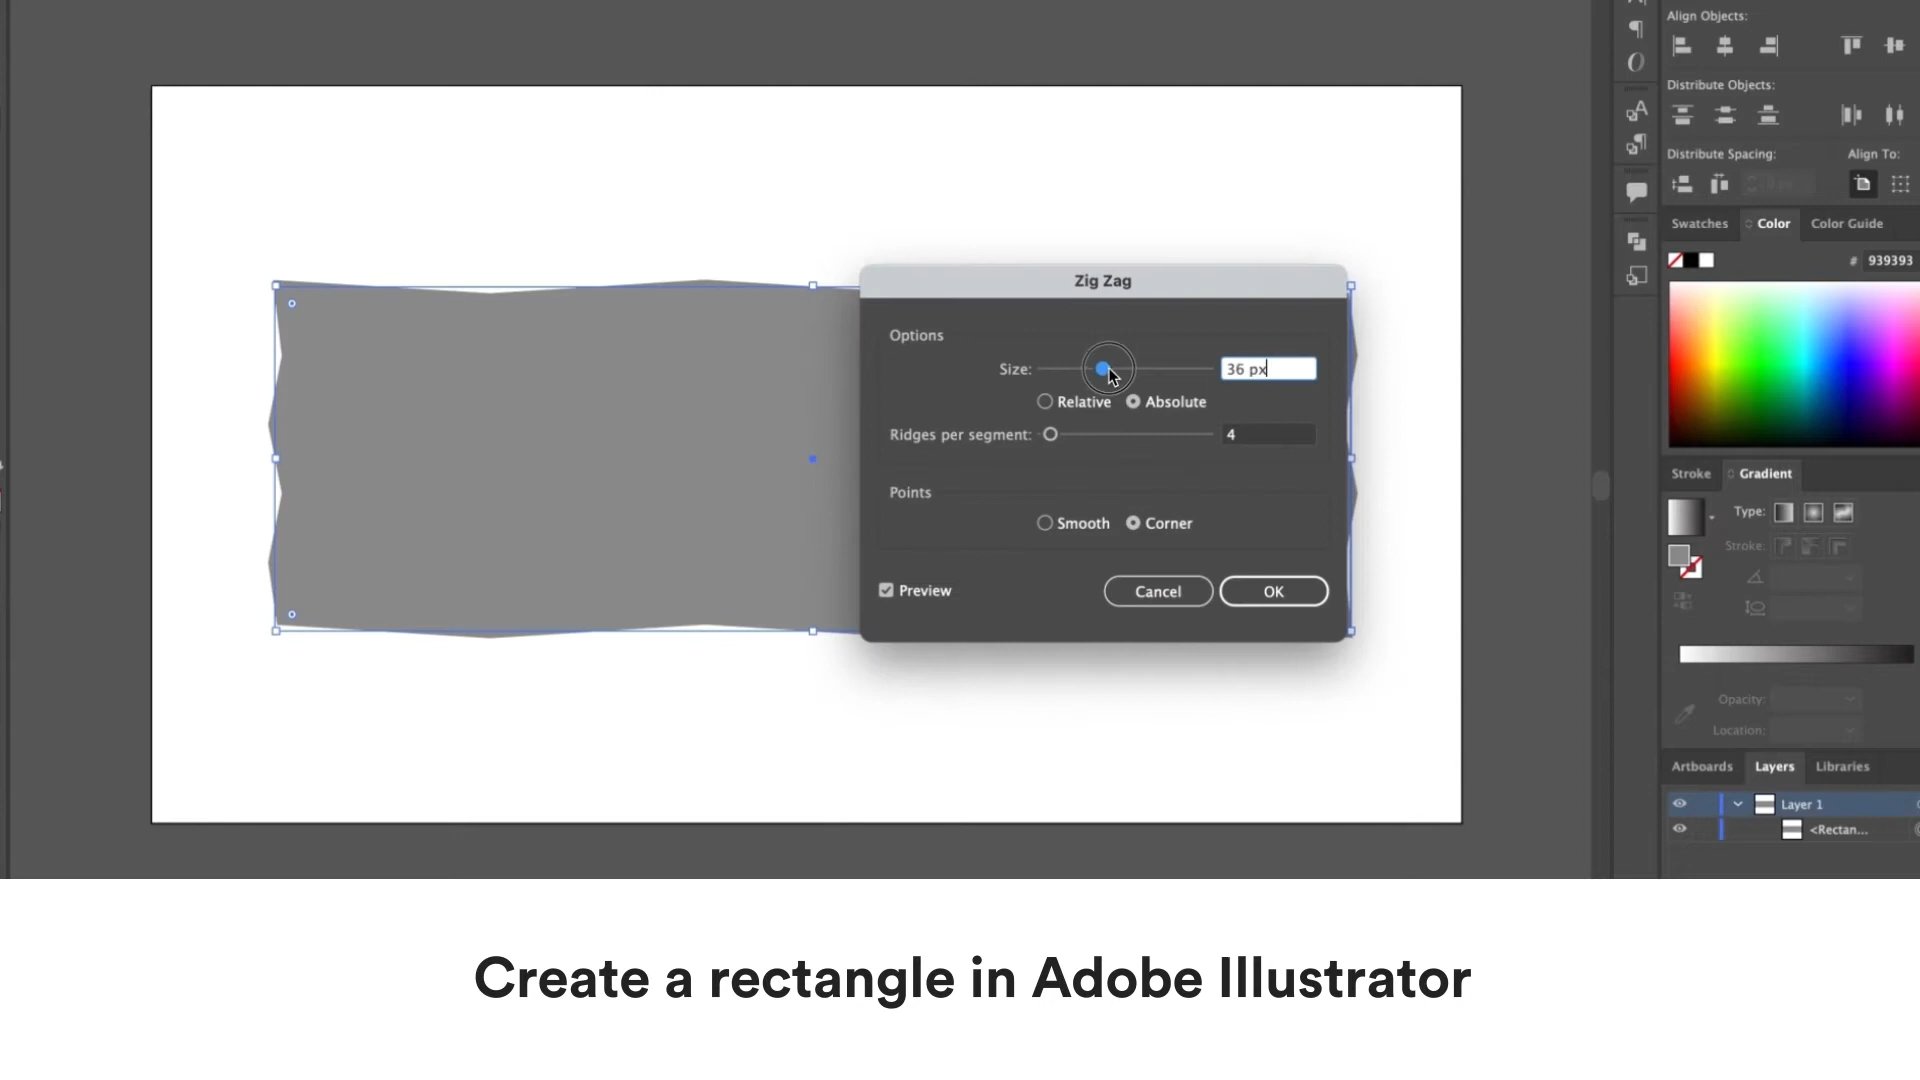 Align Objects:
Distribute Objects:
Distribute Spacing:
Align To:
Swatches
Color
Color Guide
# 939393
Zig Zag
Options
Size:
36 px
Relative
Absolute
Ridges per segment:
4
Points
Smooth
Corner
Preview
Cancel
OK
Stroke
Gradient
Type:
Stroke:
Opacity:
Location:
Artboards
Layers
Libraries
Layer 1
<Rectan...
Create a rectangle in Adobe Illustrator